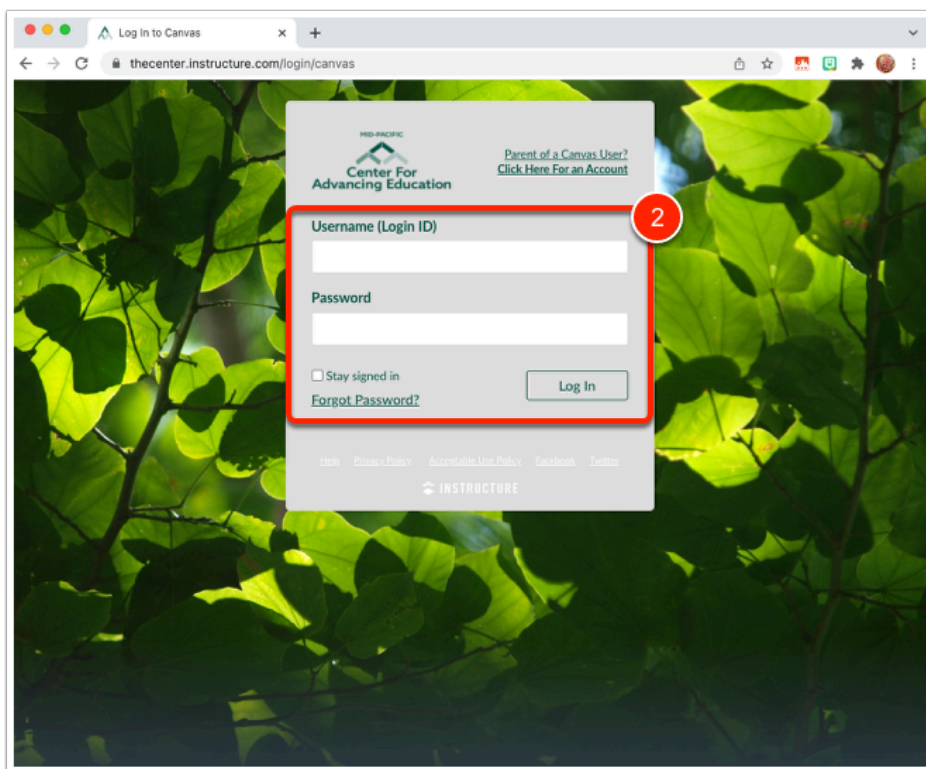 Log In to Canvas
thecenter.instructure.com/login/canvas
MID-PACIFIC
Center For
Advancing Education
Parent of a Canvas User?
Click Here For an Account
2
Username (Login ID)
Password
Stay signed in
Forgot Password?
Log In
Help Privacy Policy Acceptable Use Policy Facebook Twitter
INSTRUCTURE